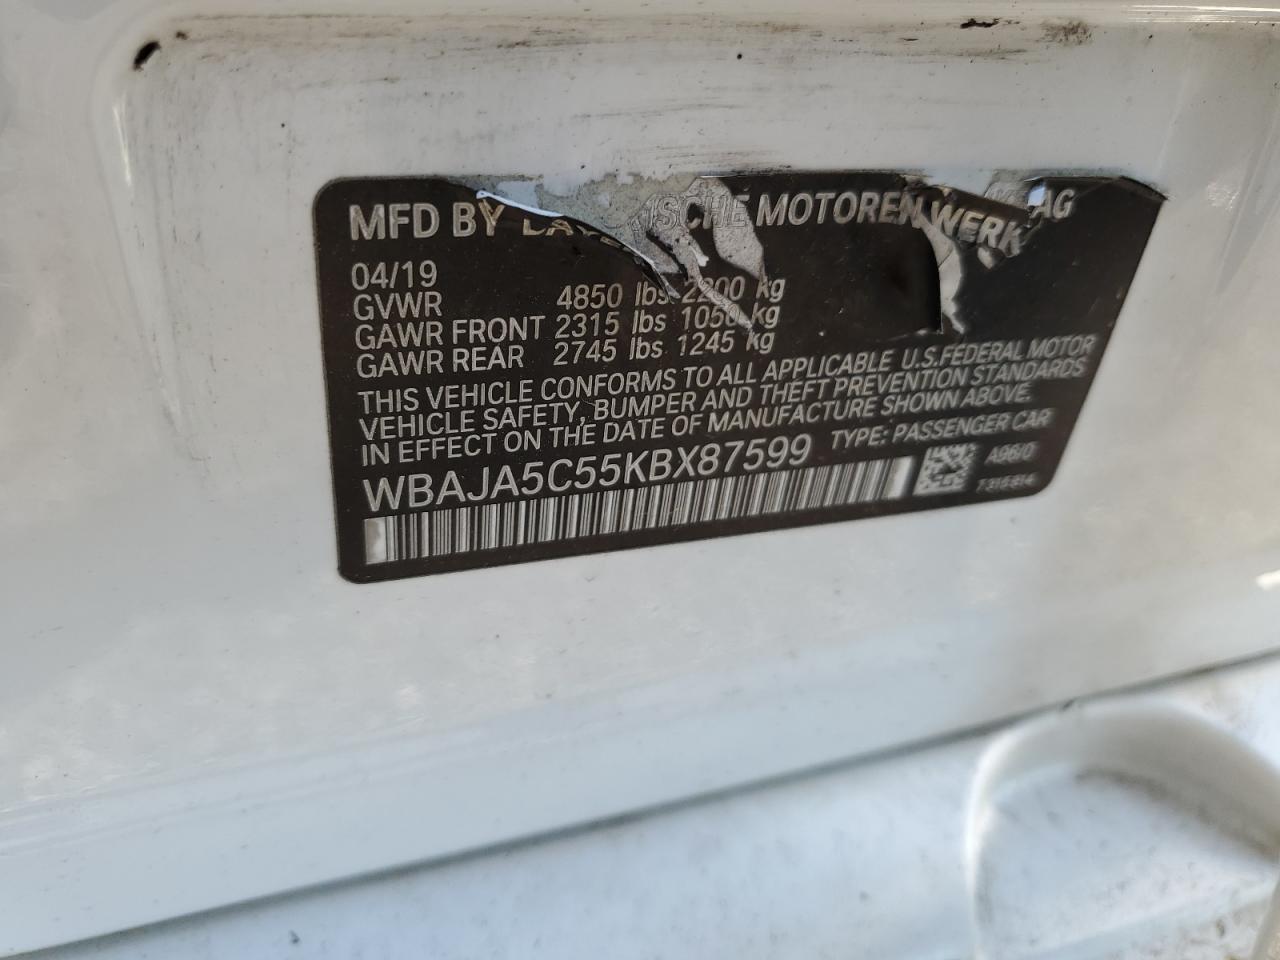 MFD BY BAYERISCHE MOTOREN WERKE AG
04/19
GVWR 4850 lbs 2200 kg
GAWR FRONT 2315 lbs 1050 kg
GAWR REAR 2745 lbs 1245 kg
THIS VEHICLE CONFORMS TO ALL APPLICABLE U.S. FEDERAL MOTOR
VEHICLE SAFETY, BUMPER AND THEFT PREVENTION STANDARDS
IN EFFECT ON THE DATE OF MANUFACTURE SHOWN ABOVE.
WBAJA5C55KBX87599 TYPE: PASSENGER CAR
A96/0